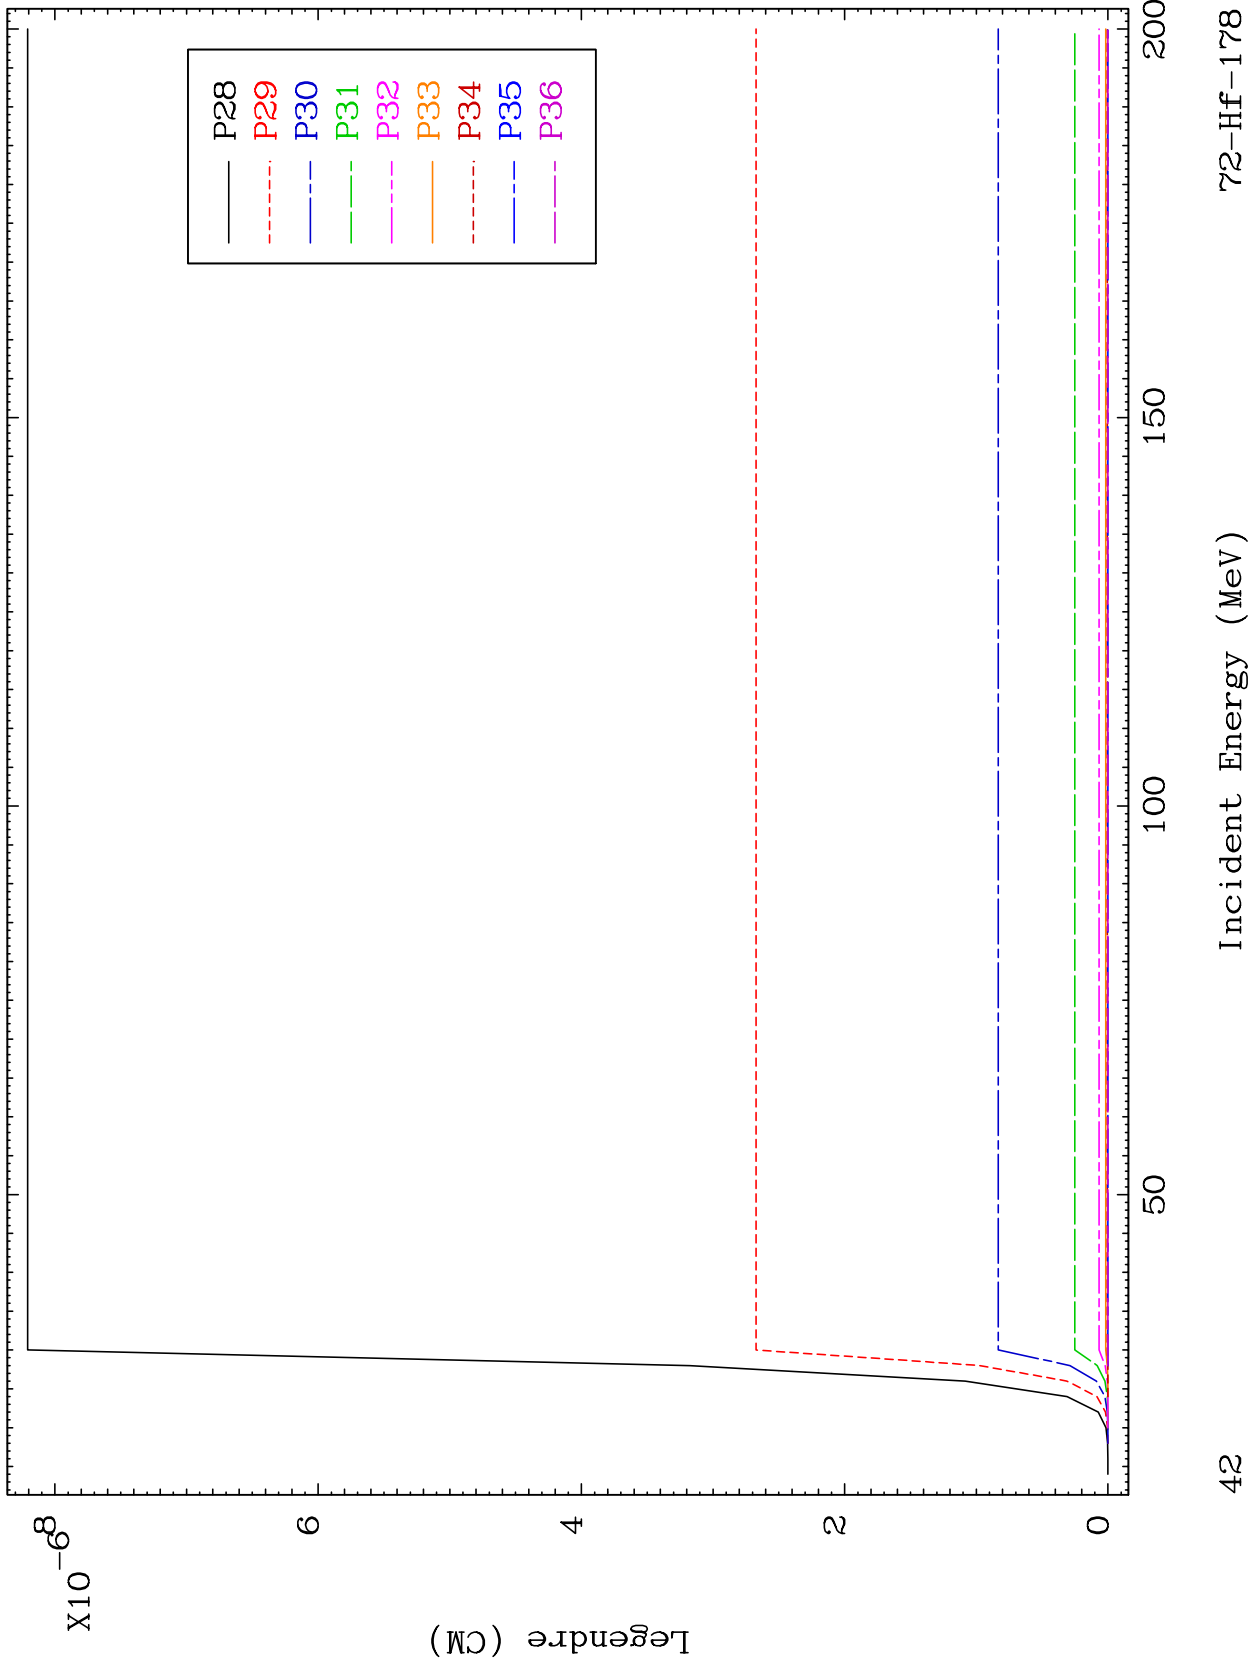 X10
-6
8
6
4
2
0
Legendre (CM)
P28
P29
P30
P31
P32
P33
P34
P35
P36
50
100
150
200
Incident Energy (MeV)
42
72-Hf-178